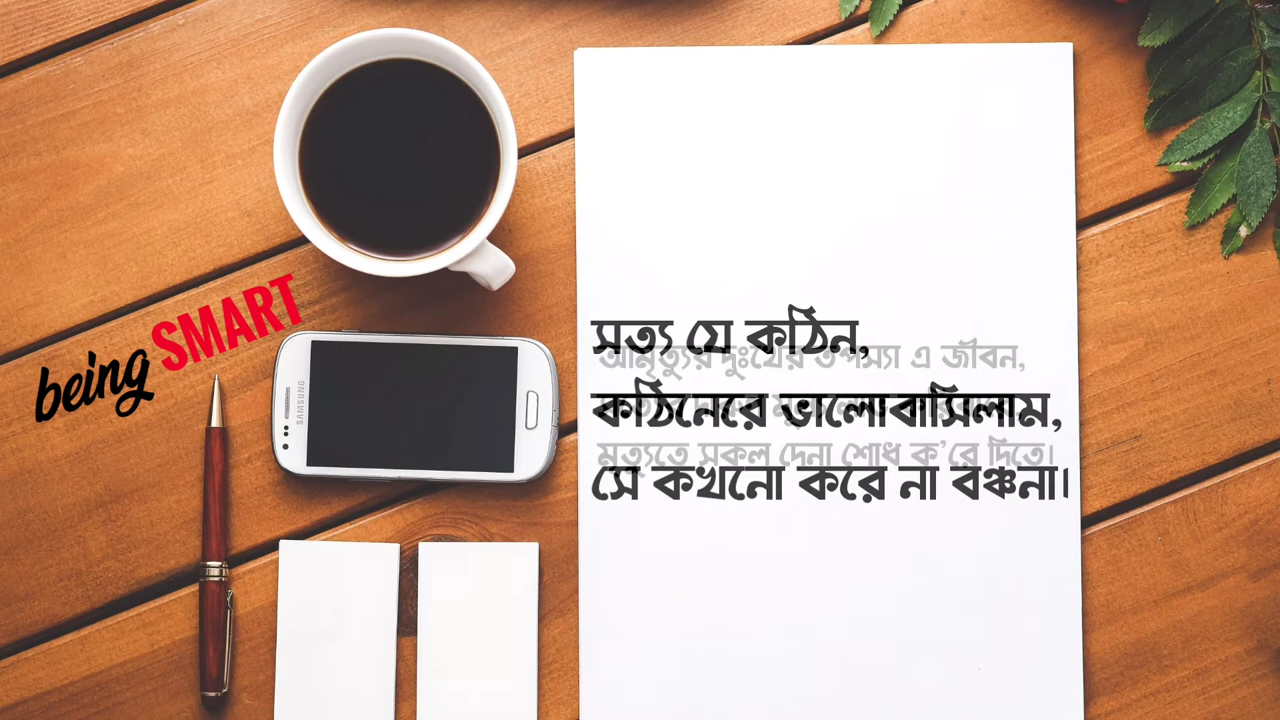 being SMART
SAMSUNG
সত্য যে কঠিন,
আমৃত্যুর দুঃখের তপস্যা এ জীবন,
কঠিনেরে ভালোবাসিলাম,
মৃত্যুতে সকল দেনা শোধ ক'রে দিতে।
সে কখনো করে না বঞ্চনা।